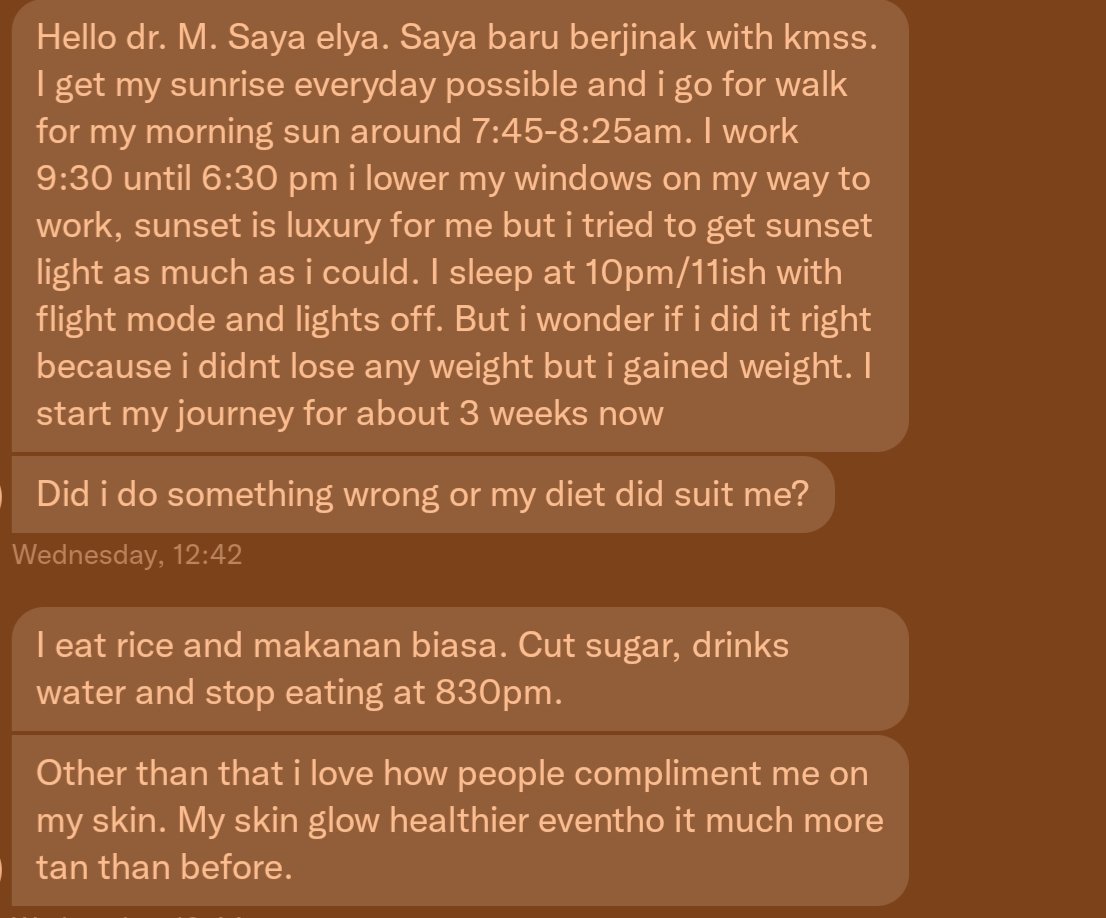 Hello dr. M. Saya elya. Saya baru berjinak with kmss.
I get my sunrise everyday possible and i go for walk
for my morning sun around 7:45-8:25am. I work
9:30 until 6:30 pm i lower my windows on my way to
work, sunset is luxury for me but i tried to get sunset
light as much as i could. I sleep at 10pm/11ish with
flight mode and lights off. But i wonder if i did it right
because i didnt lose any weight but i gained weight. I
start my journey for about 3 weeks now
Did i do something wrong or my diet did suit me?
Wednesday, 12:42
I eat rice and makanan biasa. Cut sugar, drinks
water and stop eating at 830pm.
Other than that i love how people compliment me on
my skin. My skin glow healthier eventho it much more
tan than before.